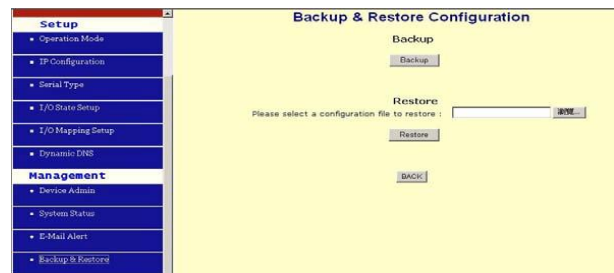 Setup
Operation Mode
IP Configuration
Serial Type
I/O State Setup
I/O Mapping Setup
Dynamic DNS
Management
Device Admin
System Status
E-Mail Alert
Backup & Restore
Backup & Restore Configuration
Backup
Backup
Restore
Please select a configuration file to restore :
瀏覽...
Restore
BACK